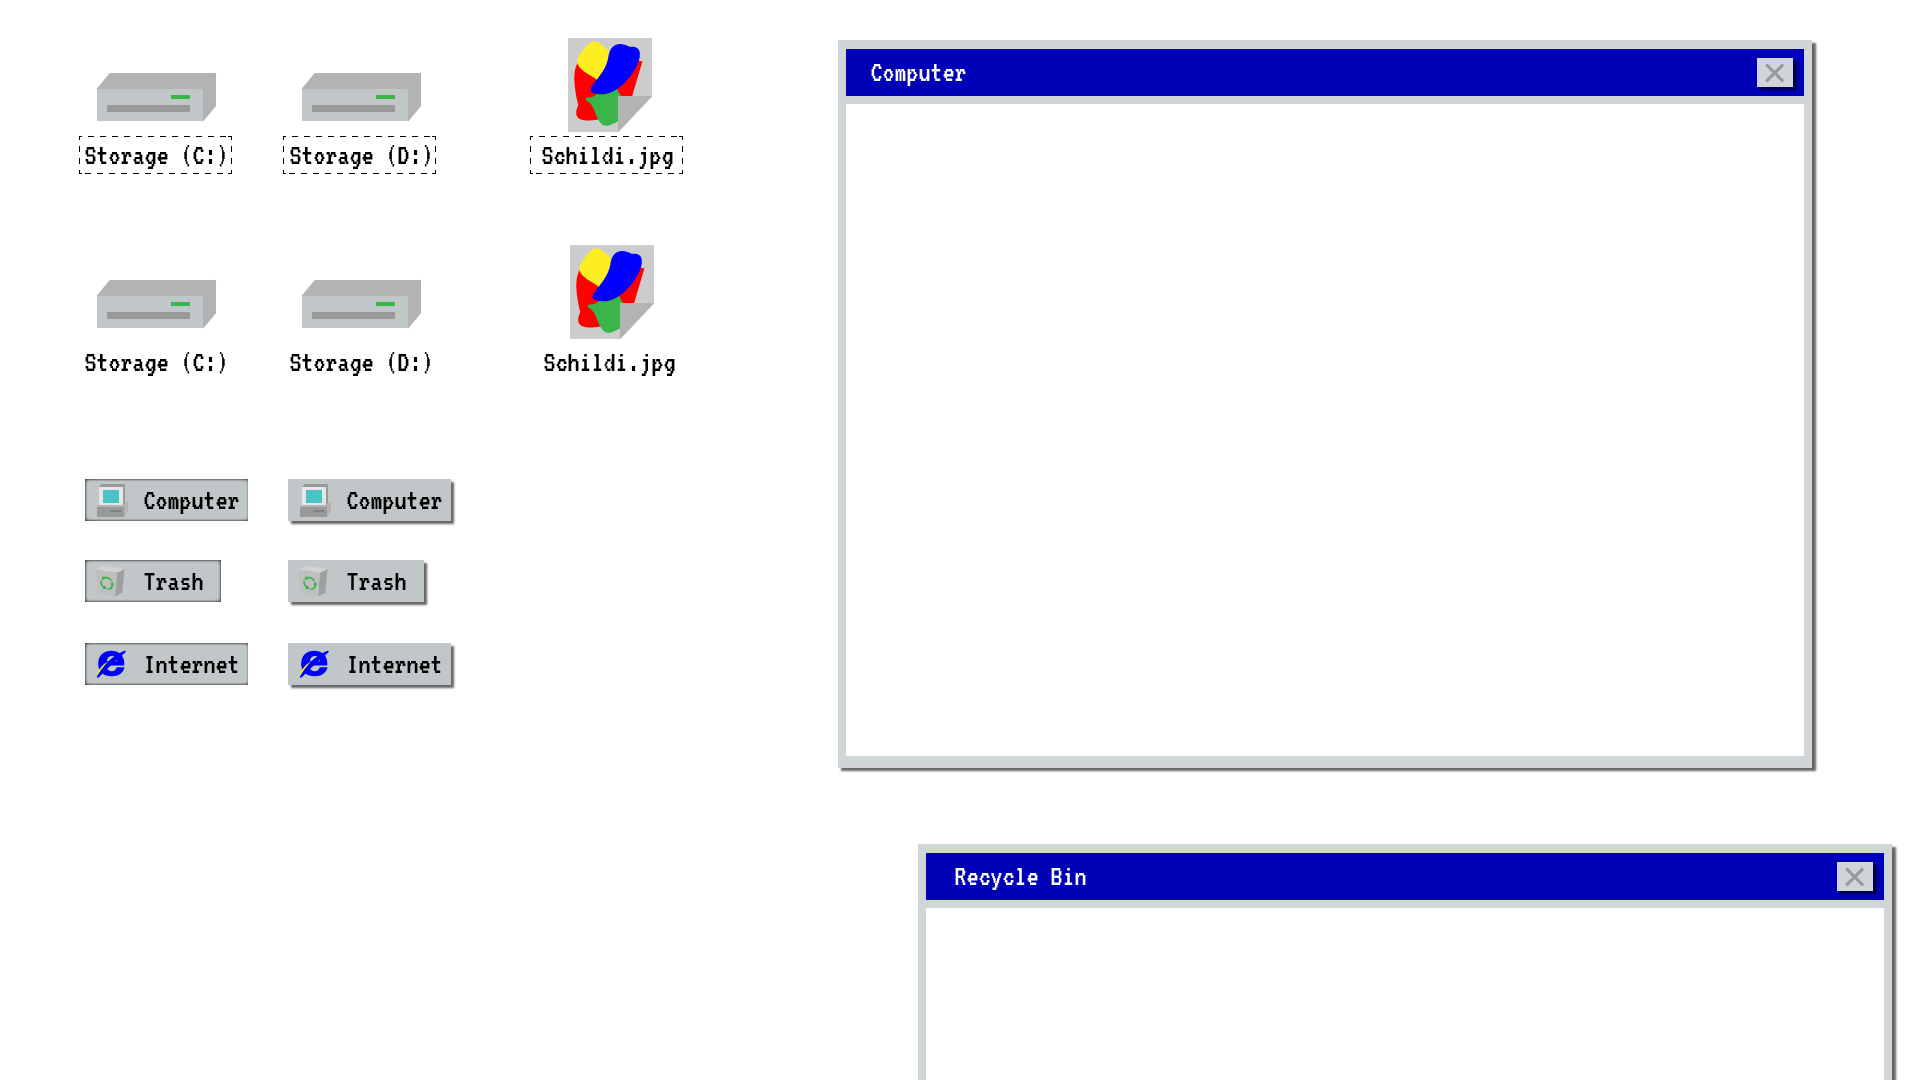 Storage (C:)
Storage (D:)
Schildi.jpg
Storage (C:)
Storage (D:)
Schildi.jpg
Computer
Computer
Trash
Trash
Internet
Internet
Computer
Recycle Bin